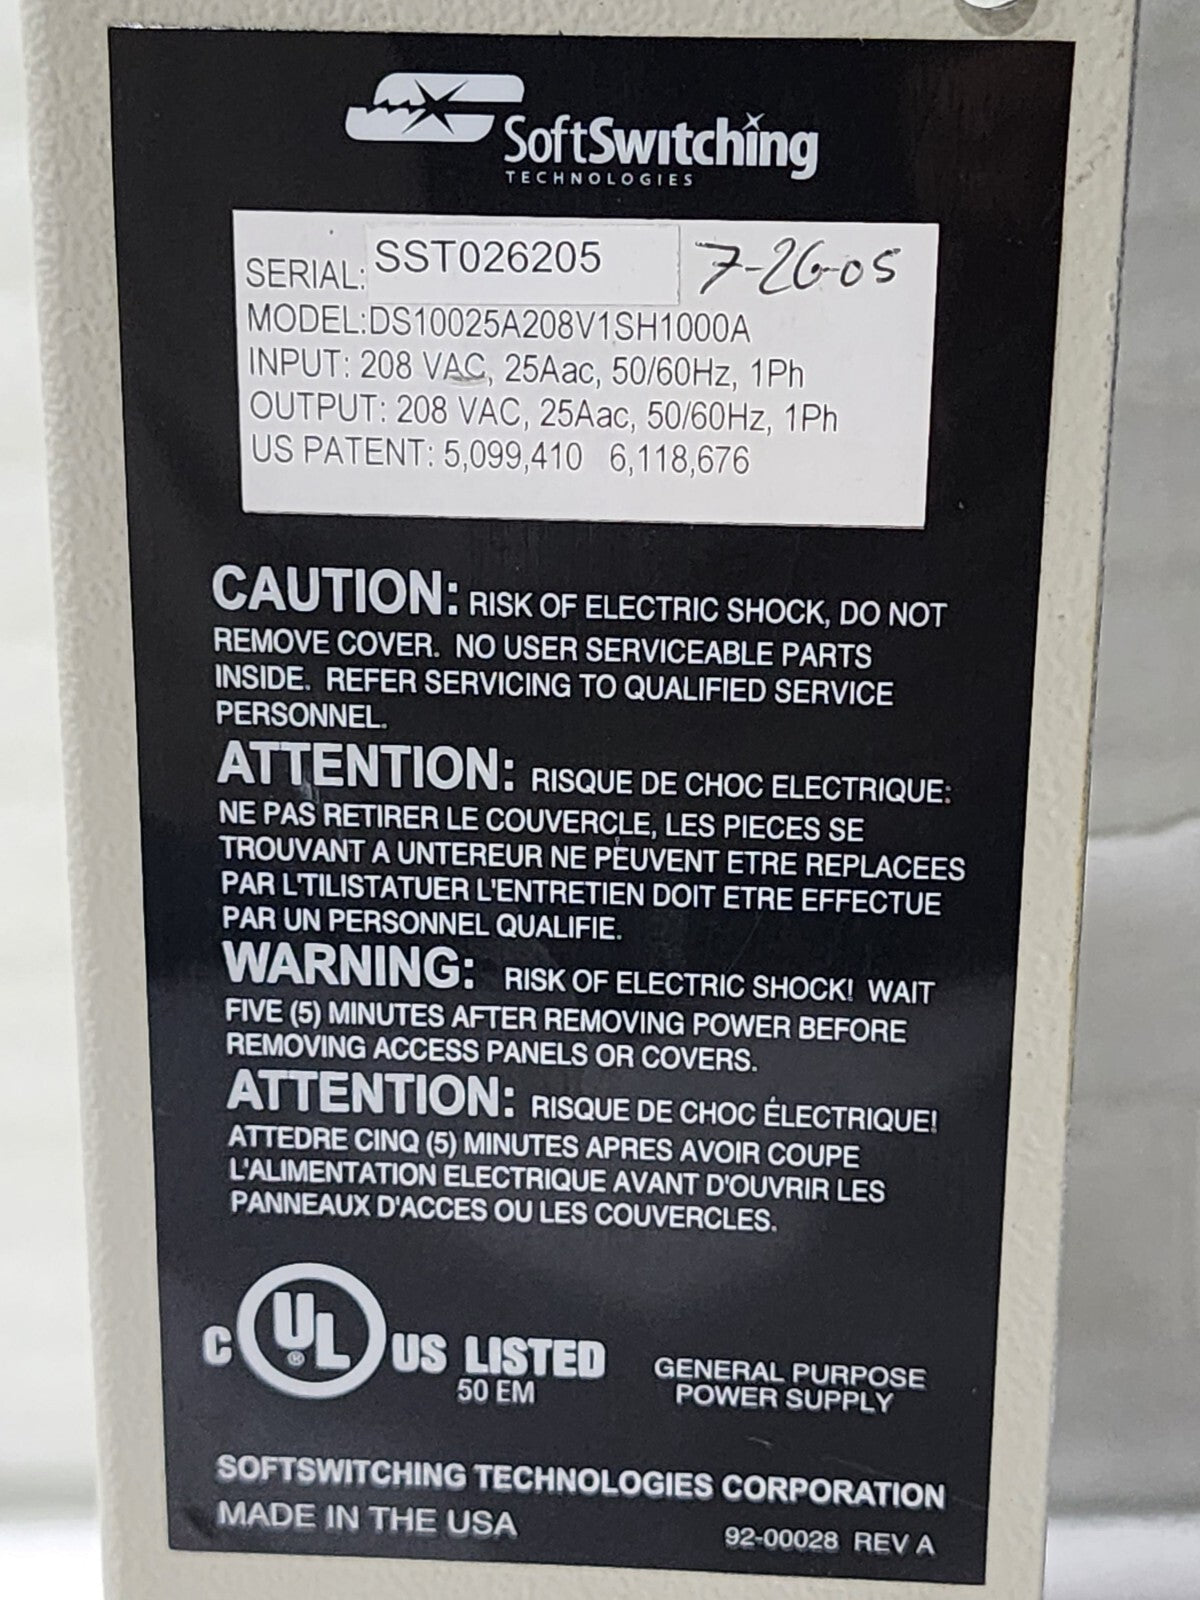 SoftSwitching
TECHNOLOGIES
SERIAL: SST026205 7-26-05
MODEL:DS10025A208V1SH1000A
INPUT: 208 VAC, 25Aac, 50/60Hz, 1Ph
OUTPUT: 208 VAC, 25Aac, 50/60Hz, 1Ph
US PATENT: 5,099,410 6,118,676
CAUTION: RISK OF ELECTRIC SHOCK, DO NOT
REMOVE COVER. NO USER SERVICEABLE PARTS
INSIDE. REFER SERVICING TO QUALIFIED SERVICE
PERSONNEL.
ATTENTION: RISQUE DE CHOC ELECTRIQUE:
NE PAS RETIRER LE COUVERCLE, LES PIECES SE
TROUVANT A UNTEREUR NE PEUVENT ETRE REPLACEES
PAR L'TILISTATUER L'ENTRETIEN DOIT ETRE EFFECTUE
PAR UN PERSONNEL QUALIFIE.
WARNING: RISK OF ELECTRIC SHOCK! WAIT
FIVE (5) MINUTES AFTER REMOVING POWER BEFORE
REMOVING ACCESS PANELS OR COVERS.
ATTENTION: RISQUE DE CHOC ÉLECTRIQUE!
ATTEDRE CINQ (5) MINUTES APRES AVOIR COUPE
L'ALIMENTATION ELECTRIQUE AVANT D'OUVRIR LES
PANNEAUX D'ACCES OU LES COUVERCLES.
C UL® US LISTED
50 EM
GENERAL PURPOSE
POWER SUPPLY
SOFTSWITCHING TECHNOLOGIES CORPORATION
MADE IN THE USA
92-00028 REV A